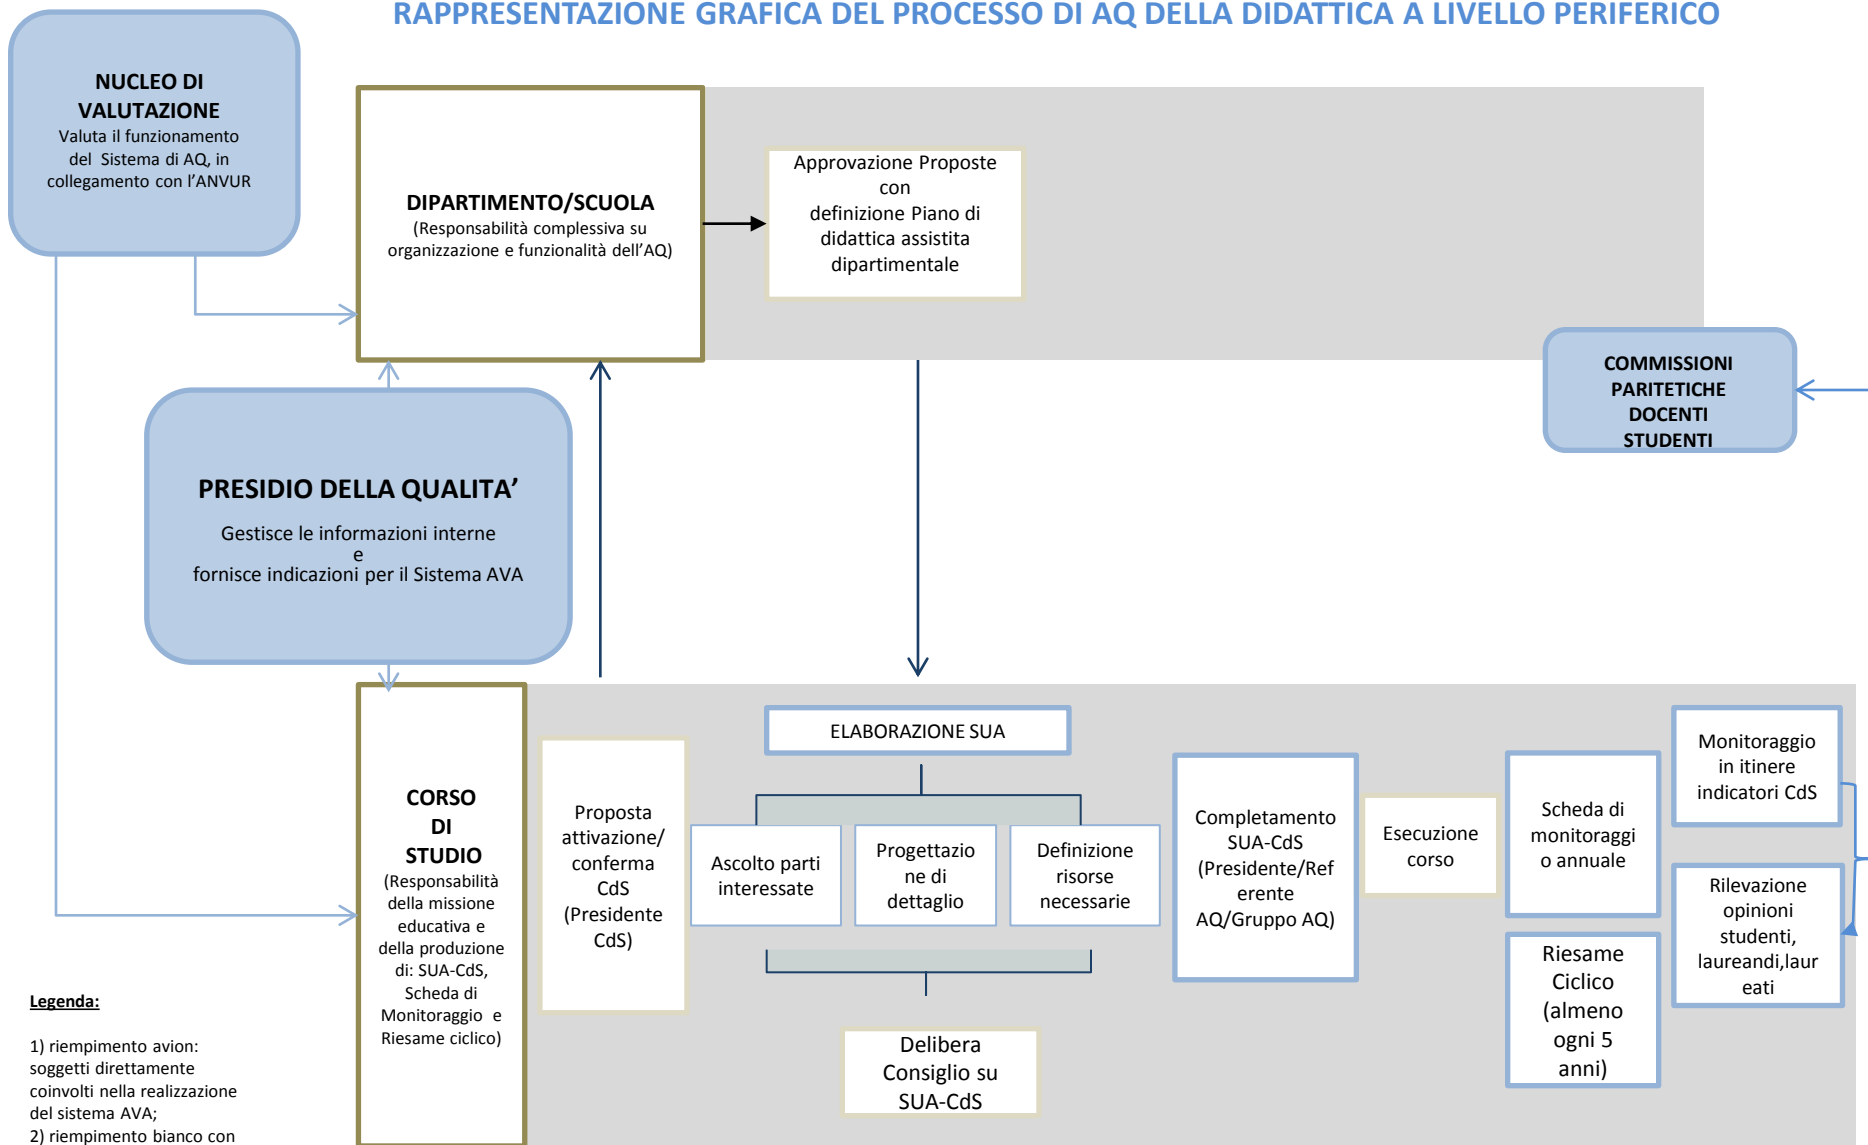 RAPPRESENTAZIONE GRAFICA DEL PROCESSO DI AQ DELLA DIDATTICA A LIVELLO PERIFERICO
NUCLEO DI
VALUTAZIONE
Valuta il funzionamento
del Sistema di AQ, in
collegamento con l'ANVUR
DIPARTIMENTO/SCUOLA
(Responsabilità complessiva su
organizzazione e funzionalità dell'AQ)
Approvazione Proposte
con
definizione Piano di
didattica assistita
dipartimentale
COMMISSIONI
PARITETICHE
DOCENTI
STUDENTI
PRESIDIO DELLA QUALITA'
Gestisce le informazioni interne
e
fornisce indicazioni per il Sistema AVA
CORSO
DI
STUDIO
(Responsabilità
della missione
educativa e
della produzione
di: SUA-CdS,
Scheda di
Monitoraggio e
Riesame ciclico)
Proposta
attivazione/
conferma
CdS
(Presidente
CdS)
ELABORAZIONE SUA
Ascolto parti
interessate
Progettazio
ne di
dettaglio
Definizione
risorse
necessarie
Delibera
Consiglio su
SUA-CdS
Completamento
SUA-CdS
(Presidente/Ref
erente
AQ/Gruppo AQ)
Esecuzione
corso
Scheda di
monitoraggi
o annuale
Riesame
Ciclico
(almeno
ogni 5
anni)
Monitoraggio
in itinere
indicatori CdS
Rilevazione
opinioni
studenti,
laureandi,laur
eati
Legenda:
1) riempimento avion:
soggetti direttamente
coinvolti nella realizzazione
del sistema AVA;
2) riempimento bianco con